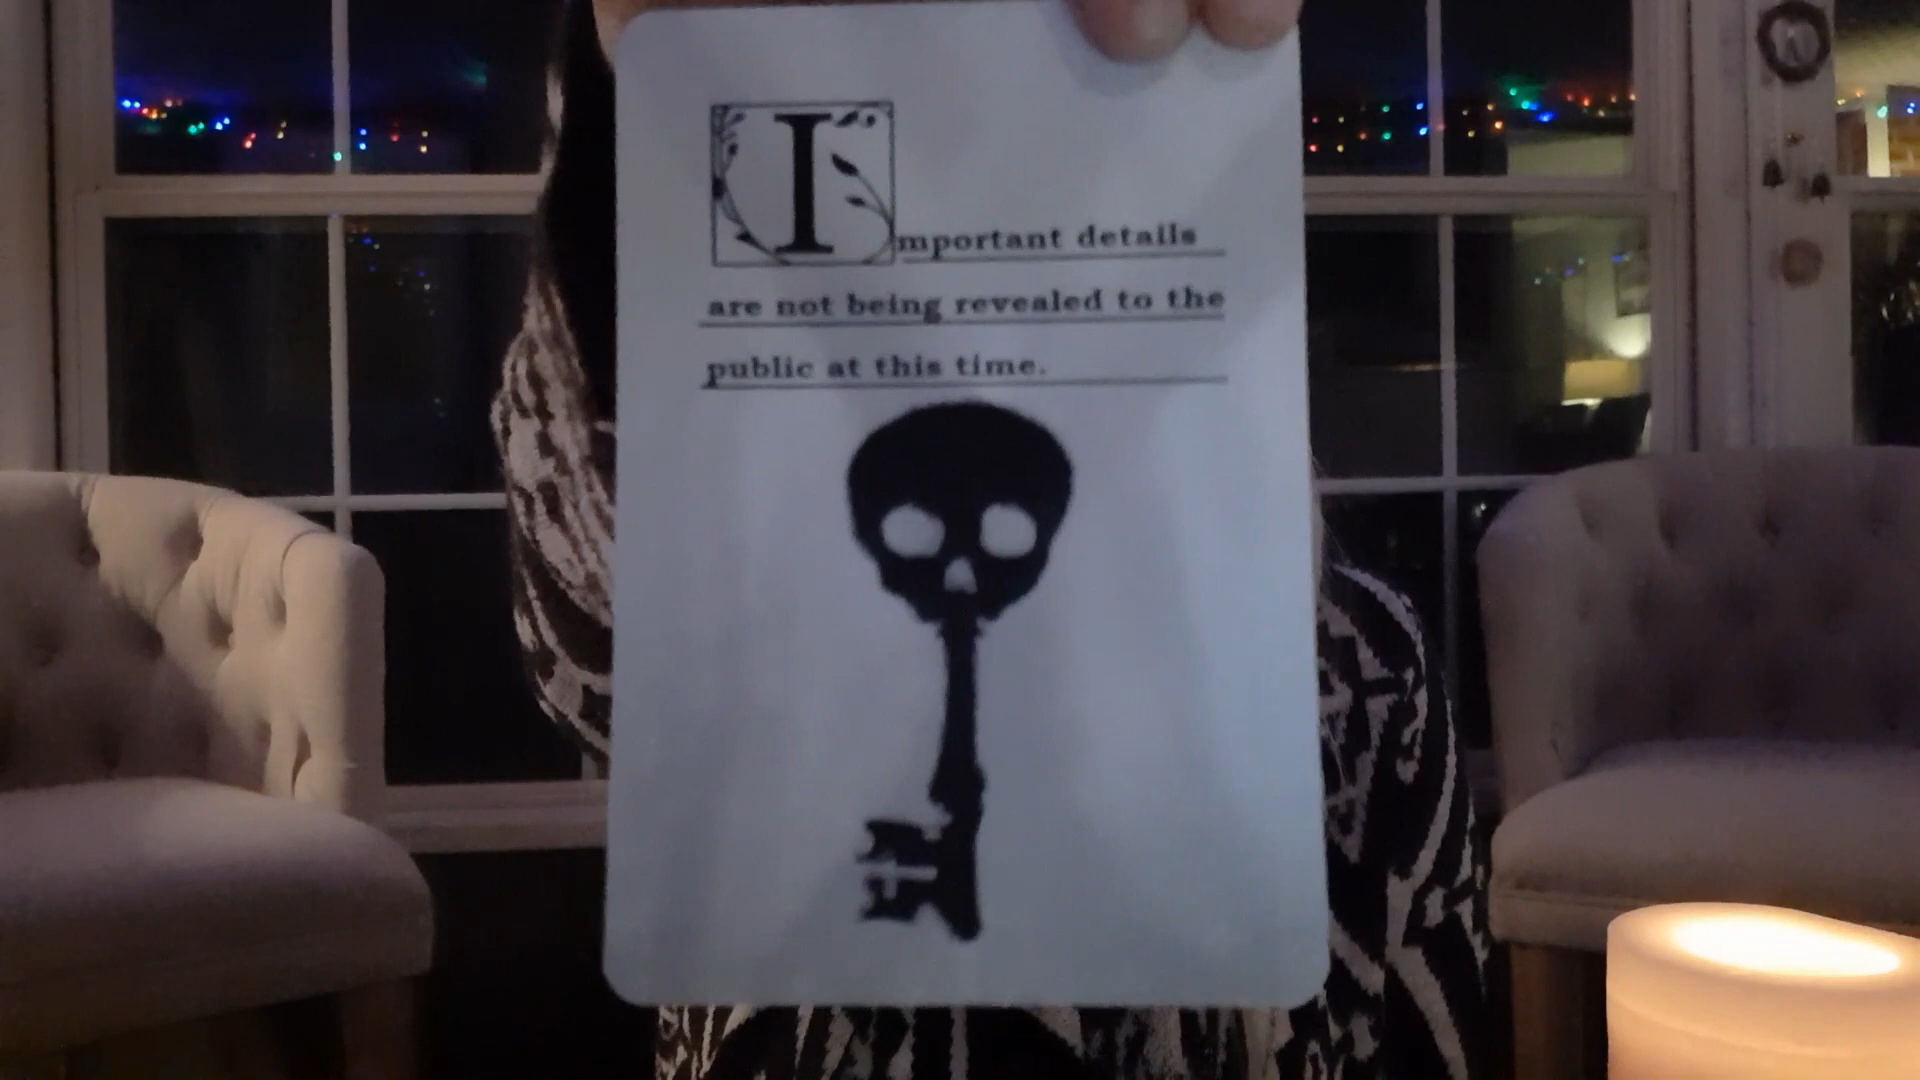 Important details
are not being revealed to the
public at this time.